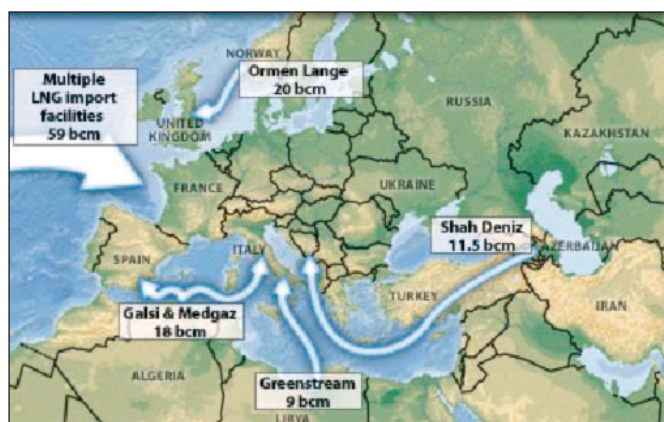 NORWAY
Ormen Lange
20 bcm
Multiple
LNG import
facilities
59 bcm
UNITED
KINGDOM
RUSSIA
KAZAKHSTAN
FRANCE
UKRAINE
Shah Deniz
11.5 bcm
AZERBAIJAN
ITALY
SPAIN
TURKEY
IRAN
Galsi & Medgaz
18 bcm
ALGERIA
Greenstream
9 bcm
LIBYA